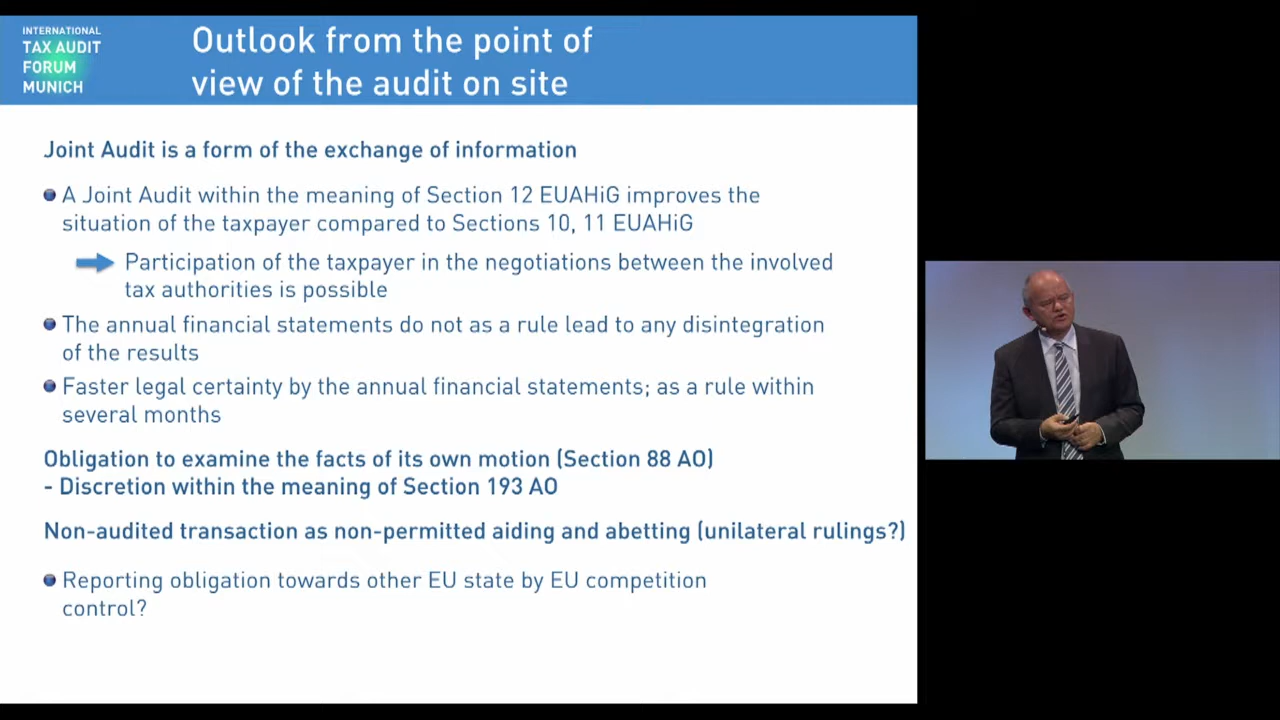 INTERNATIONAL
TAX AUDIT
FORUM
MUNICH
Outlook from the point of
view of the audit on site
Joint Audit is a form of the exchange of information
A Joint Audit within the meaning of Section 12 EUAHiG improves the
situation of the taxpayer compared to Sections 10, 11 EUAHiG
Participation of the taxpayer in the negotiations between the involved
tax authorities is possible
The annual financial statements do not as a rule lead to any disintegration
of the results
Faster legal certainty by the annual financial statements; as a rule within
several months
Obligation to examine the facts of its own motion (Section 88 AO)
- Discretion within the meaning of Section 193 AO
Non-audited transaction as non-permitted aiding and abetting (unilateral rulings?)
Reporting obligation towards other EU state by EU competition
control?